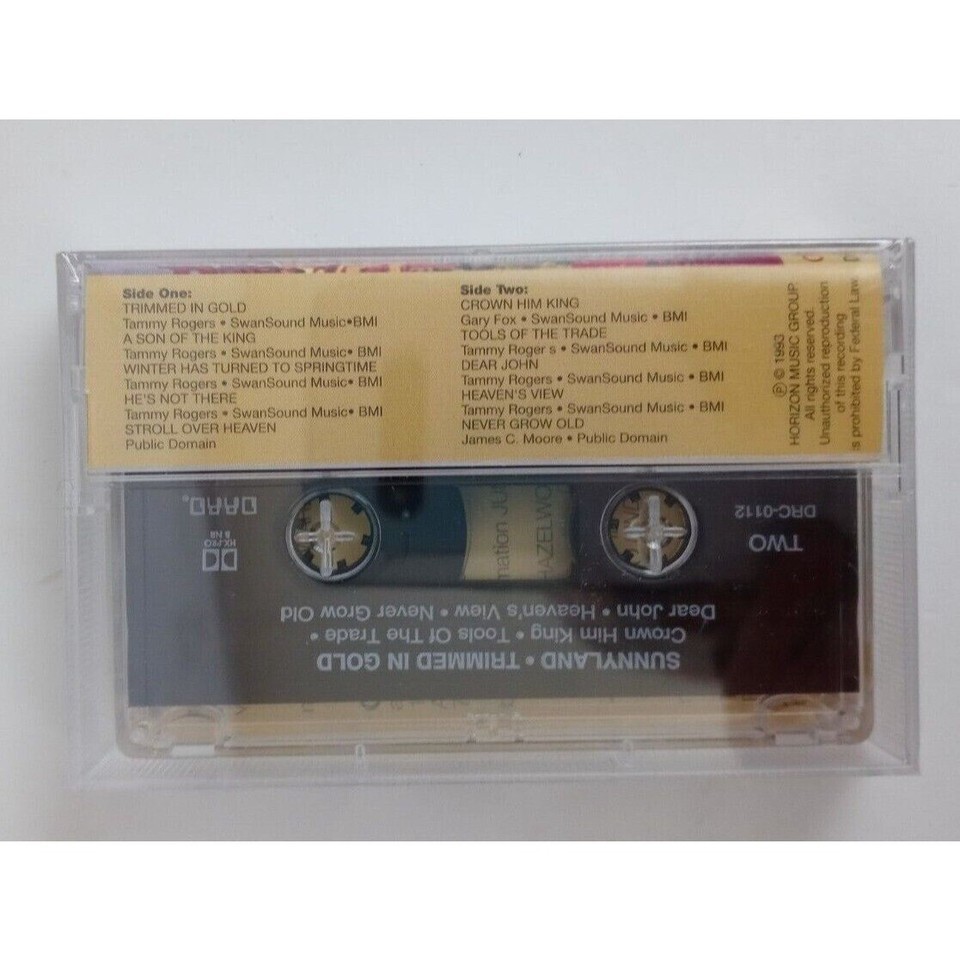 Side One:
TRIMMED IN GOLD
Tammy Rogers • SwanSound Music•BMI
A SON OF THE KING
Tammy Rogers • SwanSound Music• BMI
WINTER HAS TURNED TO SPRINGTIME
Tammy Rogers • SwanSound Music• BMI
HE'S NOT THERE
Tammy Rogers • SwanSound Music• BMI
STROLL OVER HEAVEN
Public Domain
Side Two:
CROWN HIM KING
Gary Fox • SwanSound Music • BMI
TOOLS OF THE TRADE
Tammy Roger s • SwanSound Music • BMI
DEAR JOHN
Tammy Rogers • SwanSound Music • BMI
HEAVEN'S VIEW
Tammy Rogers • SwanSound Music • BMI
NEVER GROW OLD
James C. Moore • Public Domain
℗ © 1993
HORIZON MUSIC GROUP
All rights reserved.
Unauthorized reproduction
of this recording
is prohibited by Federal Law
SUNNYLAND • TRIMMED IN GOLD
Crown Him King • Tools Of The Trade •
Dear John • Heaven's View • Never Grow Old
TWO
DRC-0112
HX PRO
& NR
mation
HAZELWO